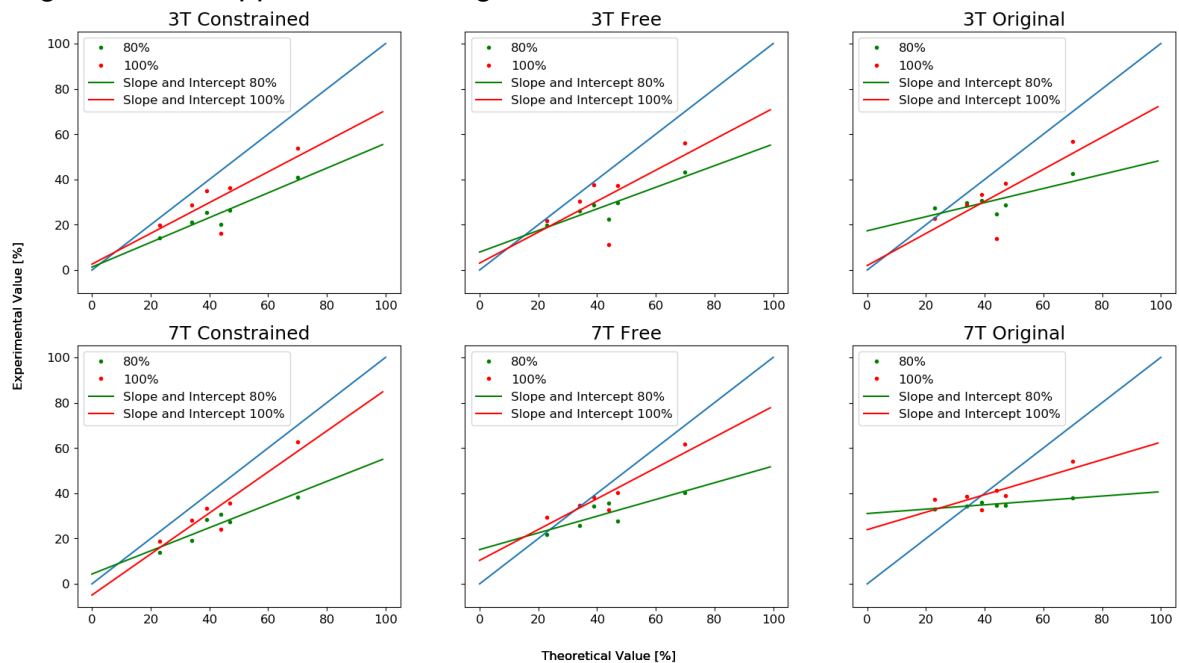 3T Constrained
3T Free
3T Original
100
80
60
40
20
0
80%
100%
Slope and Intercept 80%
Slope and Intercept 100%
0 20 40 60 80 100
80%
100%
Slope and Intercept 80%
Slope and Intercept 100%
0 20 40 60 80 100
80%
100%
Slope and Intercept 80%
Slope and Intercept 100%
0 20 40 60 80 100
Experimental Value [%]
7T Constrained
7T Free
7T Original
100
80
60
40
20
0
80%
100%
Slope and Intercept 80%
Slope and Intercept 100%
0 20 40 60 80 100
80%
100%
Slope and Intercept 80%
Slope and Intercept 100%
0 20 40 60 80 100
80%
100%
Slope and Intercept 80%
Slope and Intercept 100%
0 20 40 60 80 100
Theoretical Value [%]